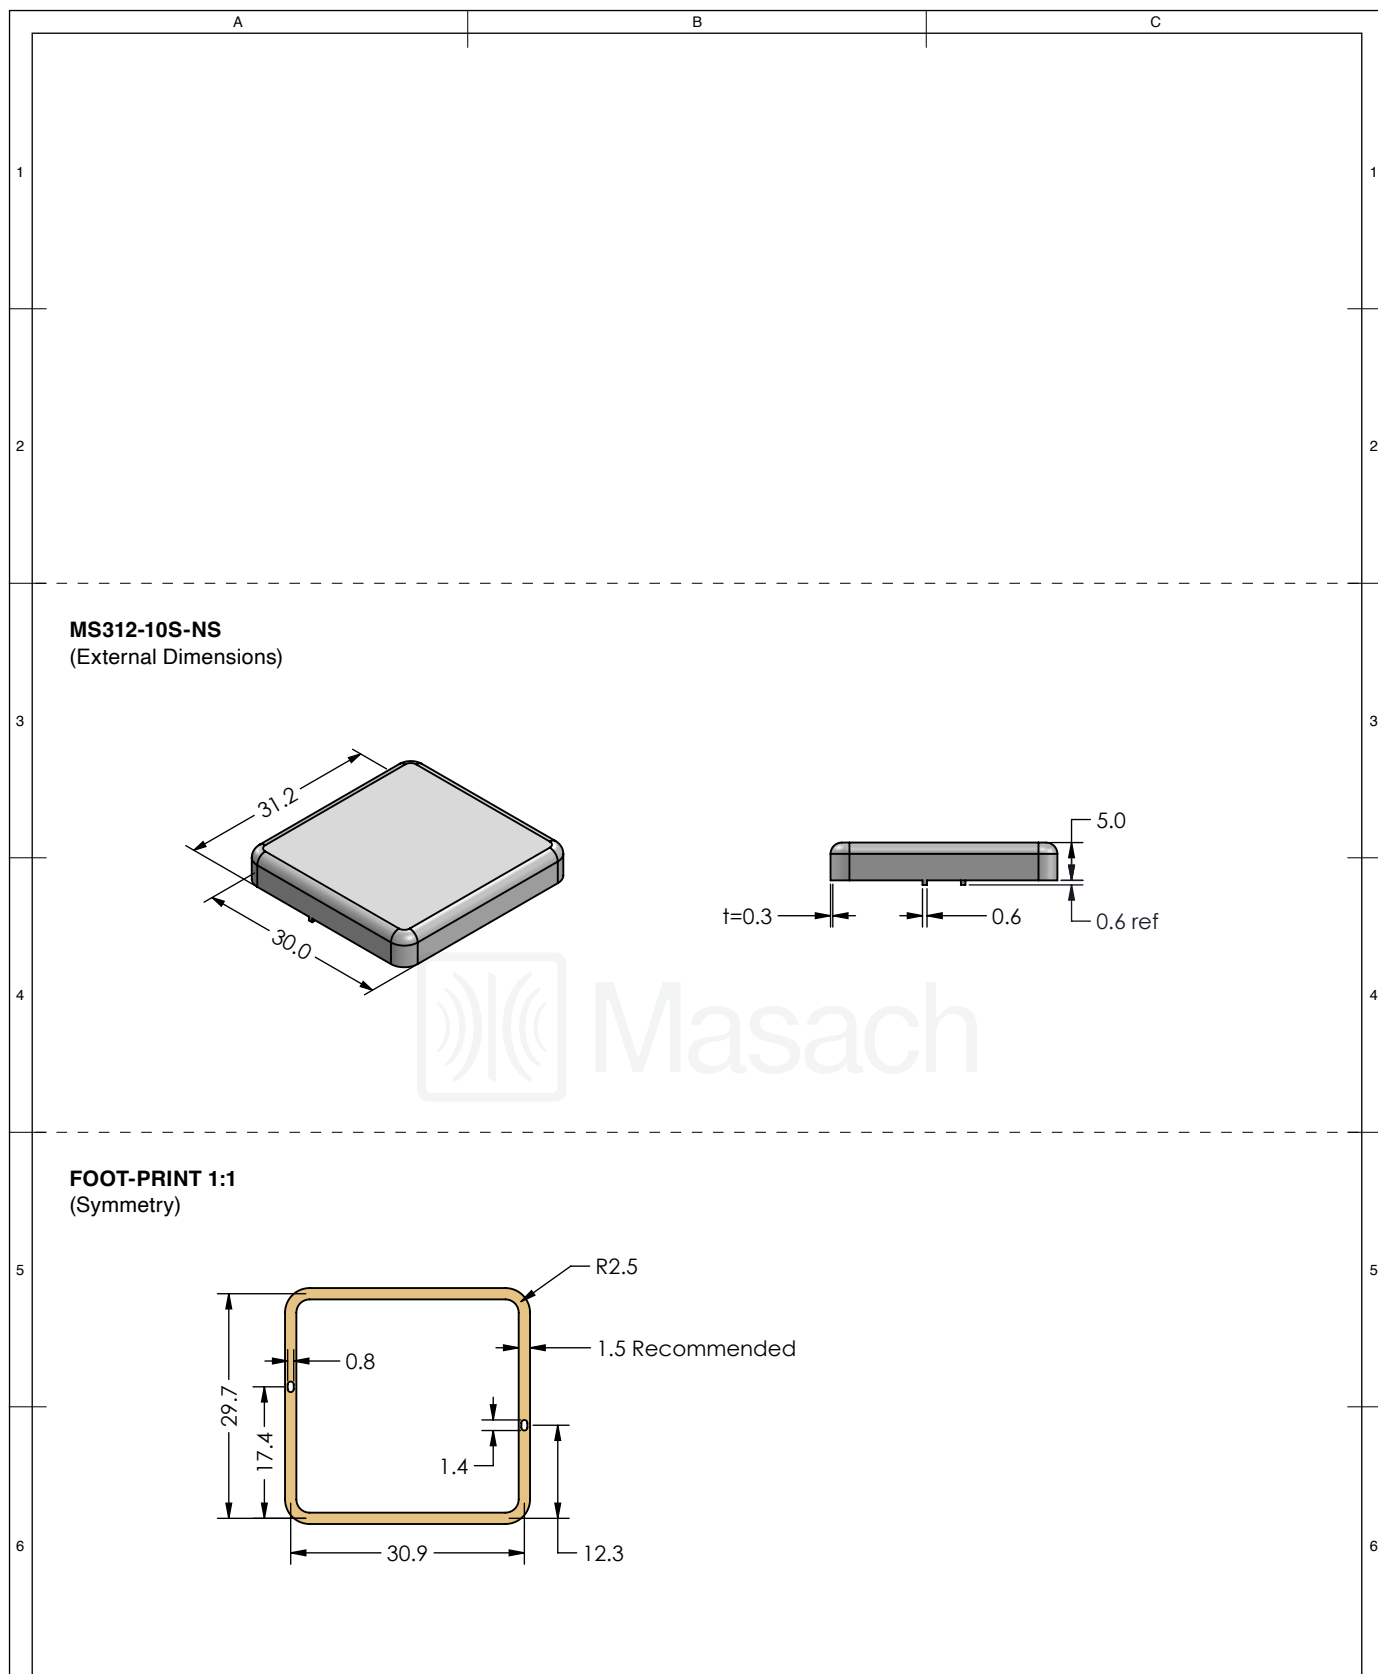 A B C
1 1
2 2
MS312-10S-NS
(External Dimensions)
3 3
31.2
30.0
5.0
t=0.3
0.6
0.6 ref
4 4
Masach
FOOT-PRINT 1:1
(Symmetry)
5 5
R2.5
1.5 Recommended
0.8
29.7
17.4
1.4
30.9
12.3
6 6